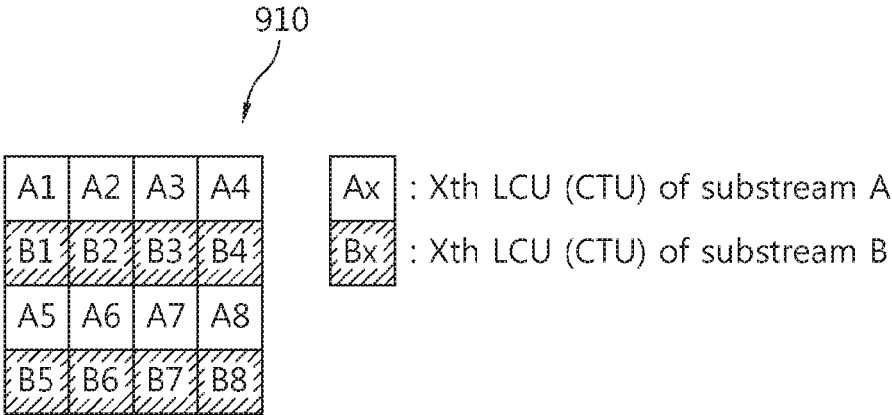 910
A1 A2 A3 A4
B1 B2 B3 B4
A5 A6 A7 A8
B5 B6 B7 B8
Ax : Xth LCU (CTU) of substream A
Bx : Xth LCU (CTU) of substream B